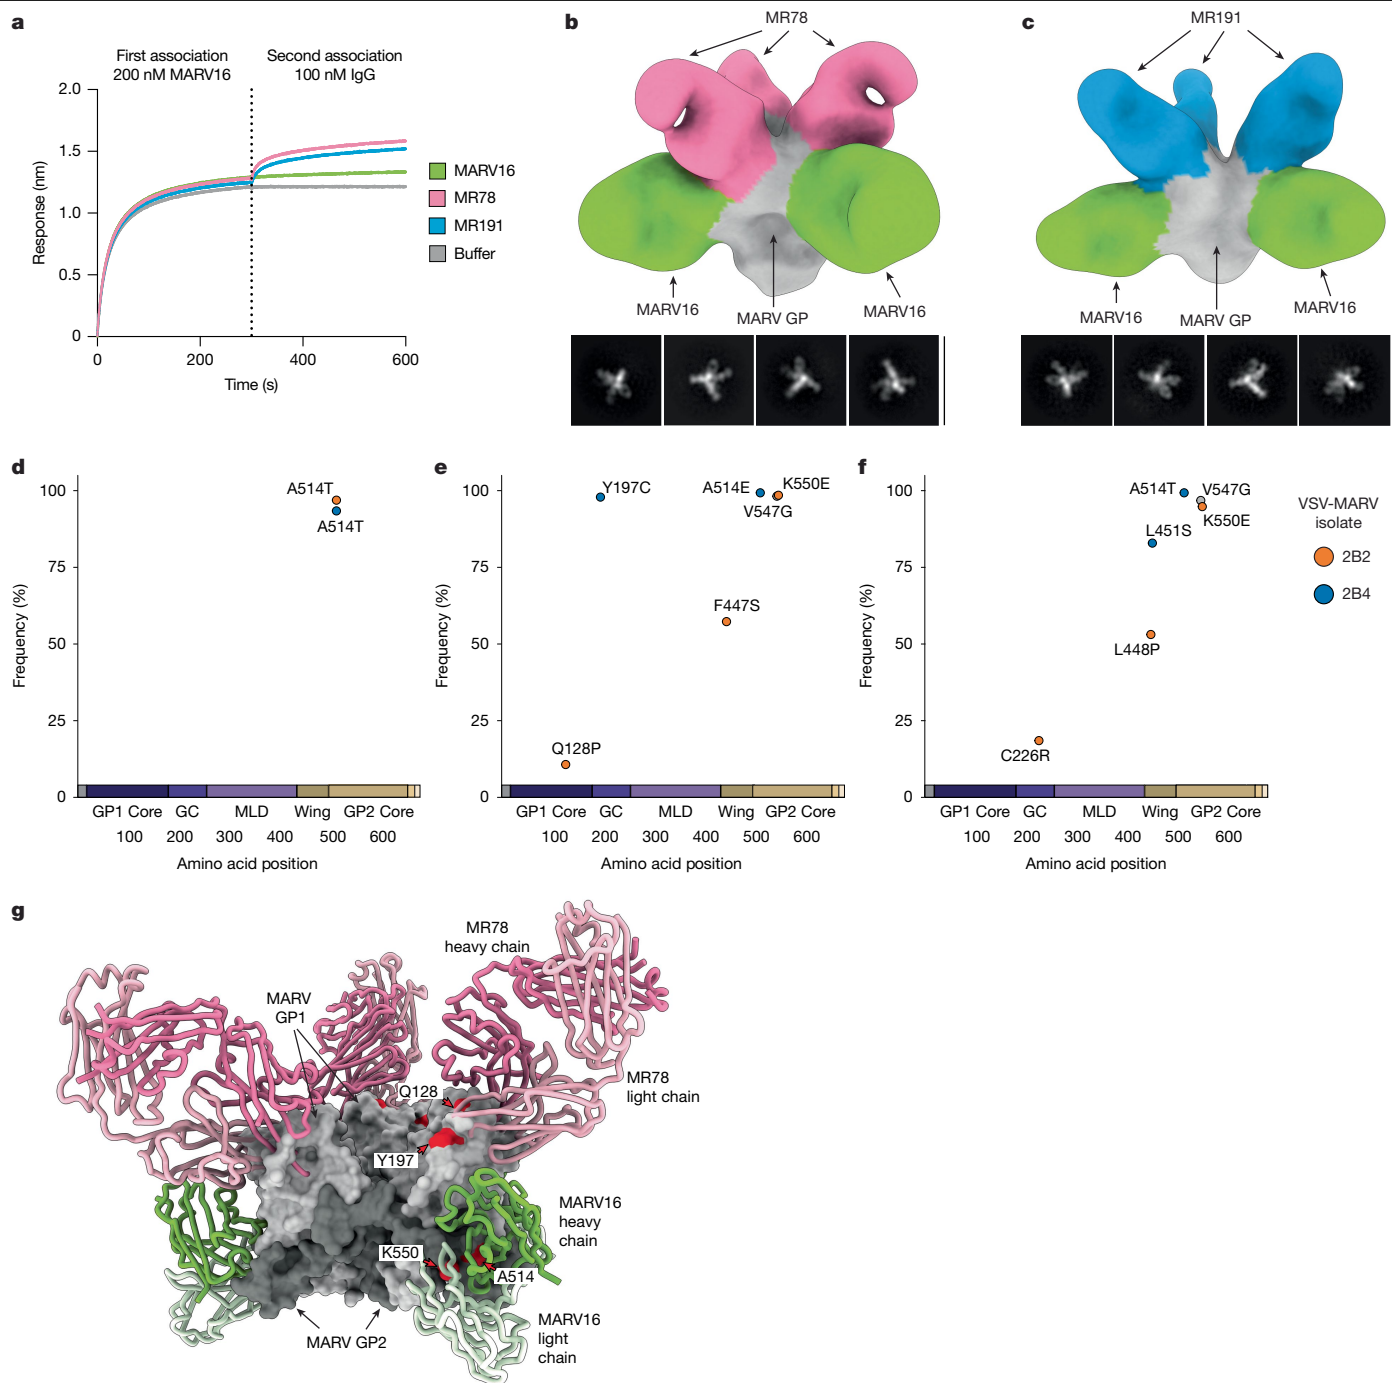 a
First association
200 nM MARV16
Second association
100 nM IgG
2.0
1.5
1.0
0.5
0
Response (nm)
0
200
400
600
Time (s)
MARV16
MR78
MR191
Buffer
b
MR78
MARV16
MARV GP
MARV16
c
MR191
MARV16
MARV GP
MARV16
d
100
75
50
25
0
Frequency (%)
A514T
A514T
GP1 Core
GC
MLD
Wing
GP2 Core
100
200
300
400
500
600
Amino acid position
e
100
75
50
25
0
Frequency (%)
Y197C
A514E
K550E
V547G
F447S
Q128P
GP1 Core
GC
MLD
Wing
GP2 Core
100
200
300
400
500
600
Amino acid position
f
100
75
50
25
0
Frequency (%)
A514T
V547G
K550E
L451S
L448P
C226R
GP1 Core
GC
MLD
Wing
GP2 Core
100
200
300
400
500
600
Amino acid position
VSV-MARV
isolate
2B2
2B4
g
MR78
heavy chain
MARV
GP1
Q128
MR78
light chain
Y197
MARV16
heavy
chain
K550
A514
MARV GP2
MARV16
light
chain